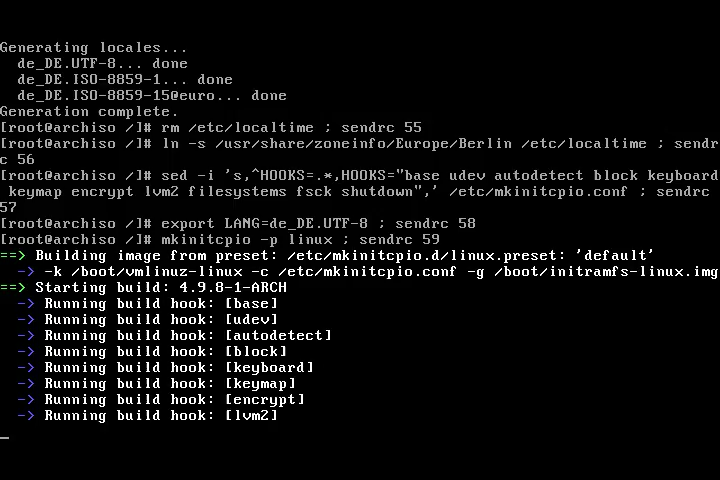 Generating locales...
  de_DE.UTF-8... done
  de_DE.ISO-8859-1... done
  de_DE.ISO-8859-15@euro... done
Generation complete.
[root@archiso /]# rm /etc/localtime ; sendrc 55
[root@archiso /]# ln -s /usr/share/zoneinfo/Europe/Berlin /etc/localtime ; sendr
c 56
[root@archiso /]# sed -i 's,^HOOKS=.*,HOOKS="base udev autodetect block keyboard
 keymap encrypt lvm2 filesystems fsck shutdown",' /etc/mkinitcpio.conf ; sendrc
57
[root@archiso /]# export LANG=de_DE.UTF-8 ; sendrc 58
[root@archiso /]# mkinitcpio -p linux ; sendrc 59
==> Building image from preset: /etc/mkinitcpio.d/linux.preset: 'default'
  -> -k /boot/vmlinuz-linux -c /etc/mkinitcpio.conf -g /boot/initramfs-linux.img
==> Starting build: 4.9.8-1-ARCH
  -> Running build hook: [base]
  -> Running build hook: [udev]
  -> Running build hook: [autodetect]
  -> Running build hook: [block]
  -> Running build hook: [keyboard]
  -> Running build hook: [keymap]
  -> Running build hook: [encrypt]
  -> Running build hook: [lvm2]